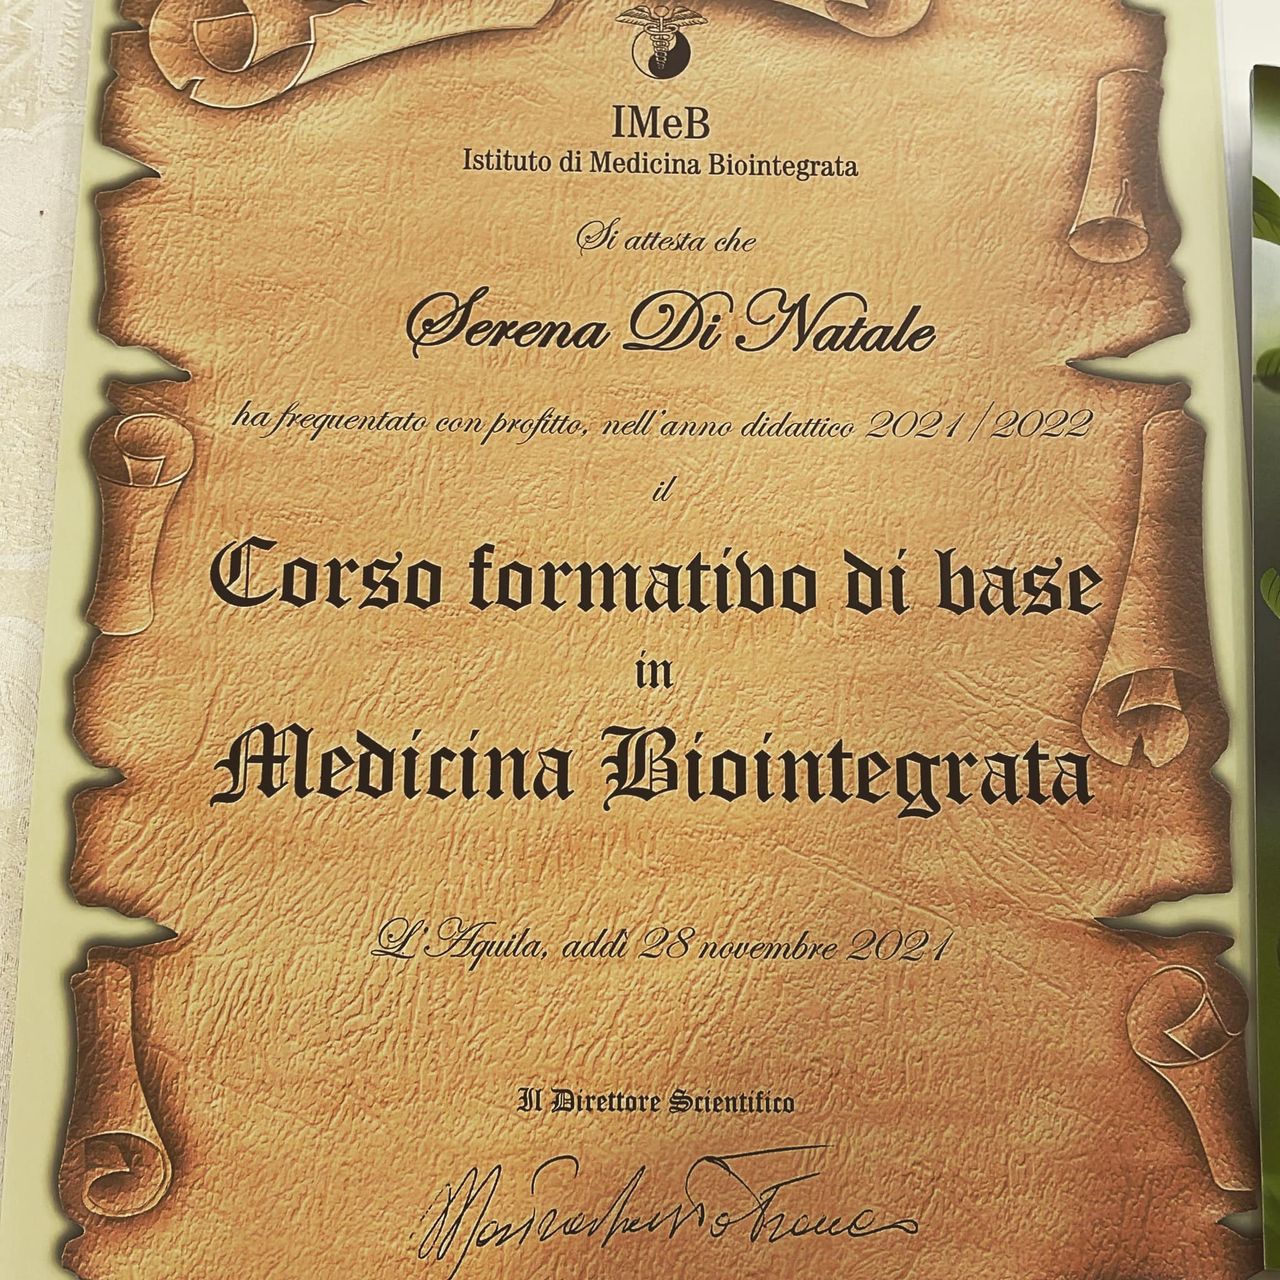 IMeB
Istituto di Medicina Biointegrata
Si attesta che
Serena Di Natale
ha frequentato con profitto, nell'anno didattico 2021/2022
il
Corso formativo di base
in
Medicina Biointegrata
L'Aquila, addì 28 novembre 2021
Il Direttore Scientifico